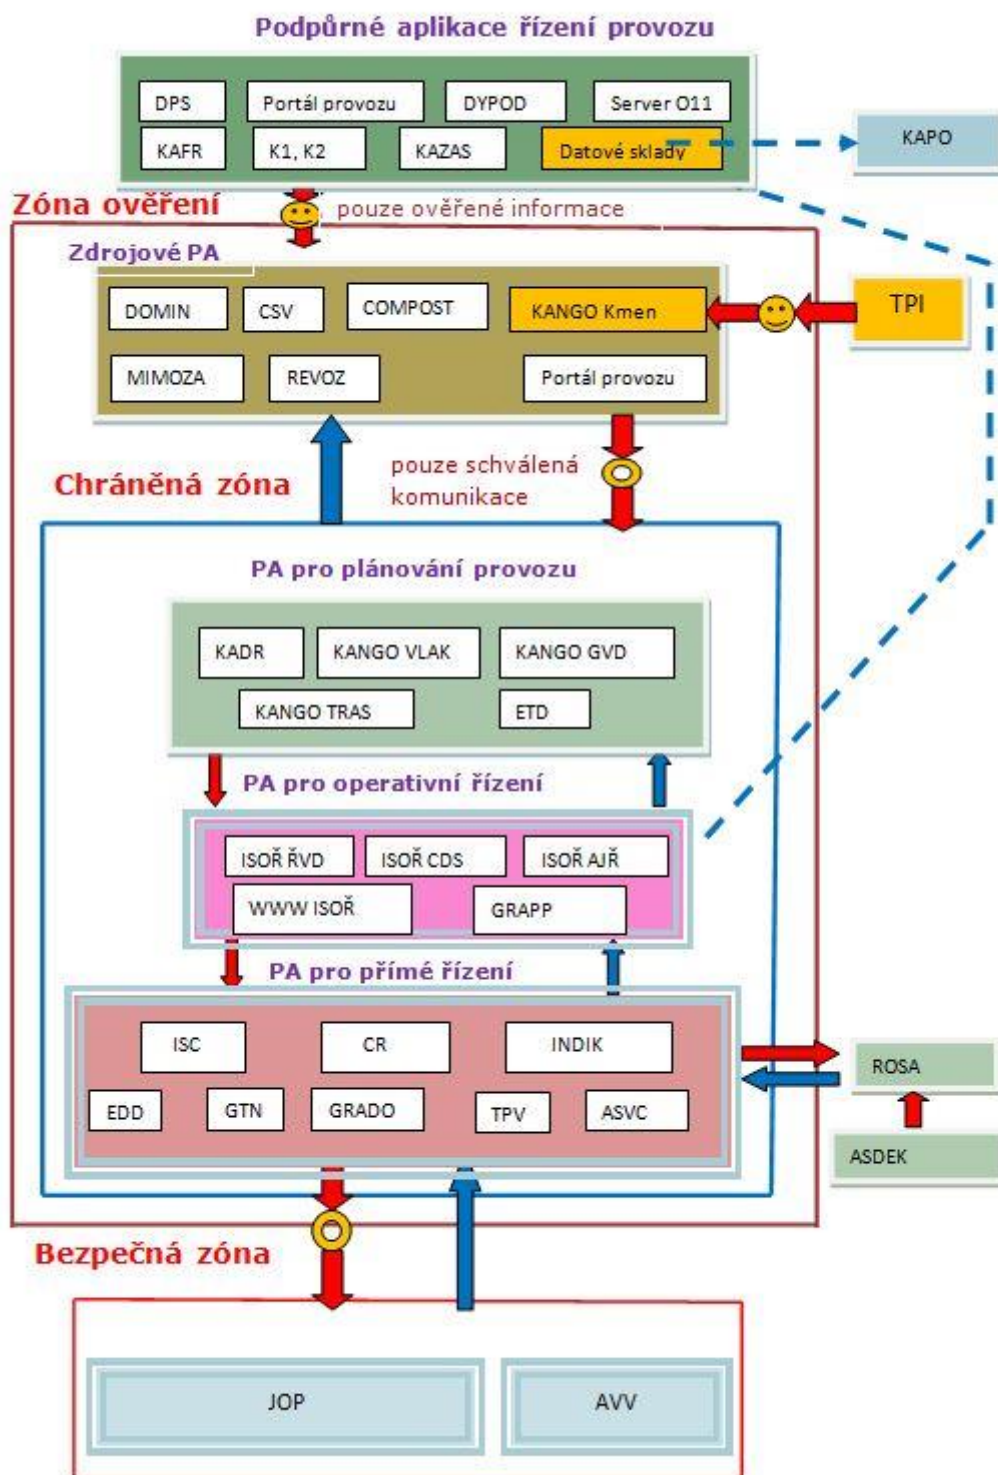 Podpůrné aplikace řízení provozu
DPS
Portál provozu
DYPOD
Server O11
KAFR
K1, K2
KAZAS
Datové sklady
KAPO
Zóna ověření
pouze ověřené informace
Zdrojové PA
DOMIN
CSV
COMPOST
KANGO Kmen
TPI
MIMOZA
REVOZ
Portál provozu
Chráněná zóna
pouze schválená
komunikace
PA pro plánování provozu
KADR
KANGO VLAK
KANGO GVD
KANGO TRAS
ETD
PA pro operativní řízení
ISOŘ ŘVD
ISOŘ CDS
ISOŘ AJŘ
WWW ISOŘ
GRAPP
PA pro přímé řízení
ISC
CR
INDIK
ROSA
EDD
GTN
GRADO
TPV
ASVC
ASDEK
Bezpečná zóna
JOP
AVV